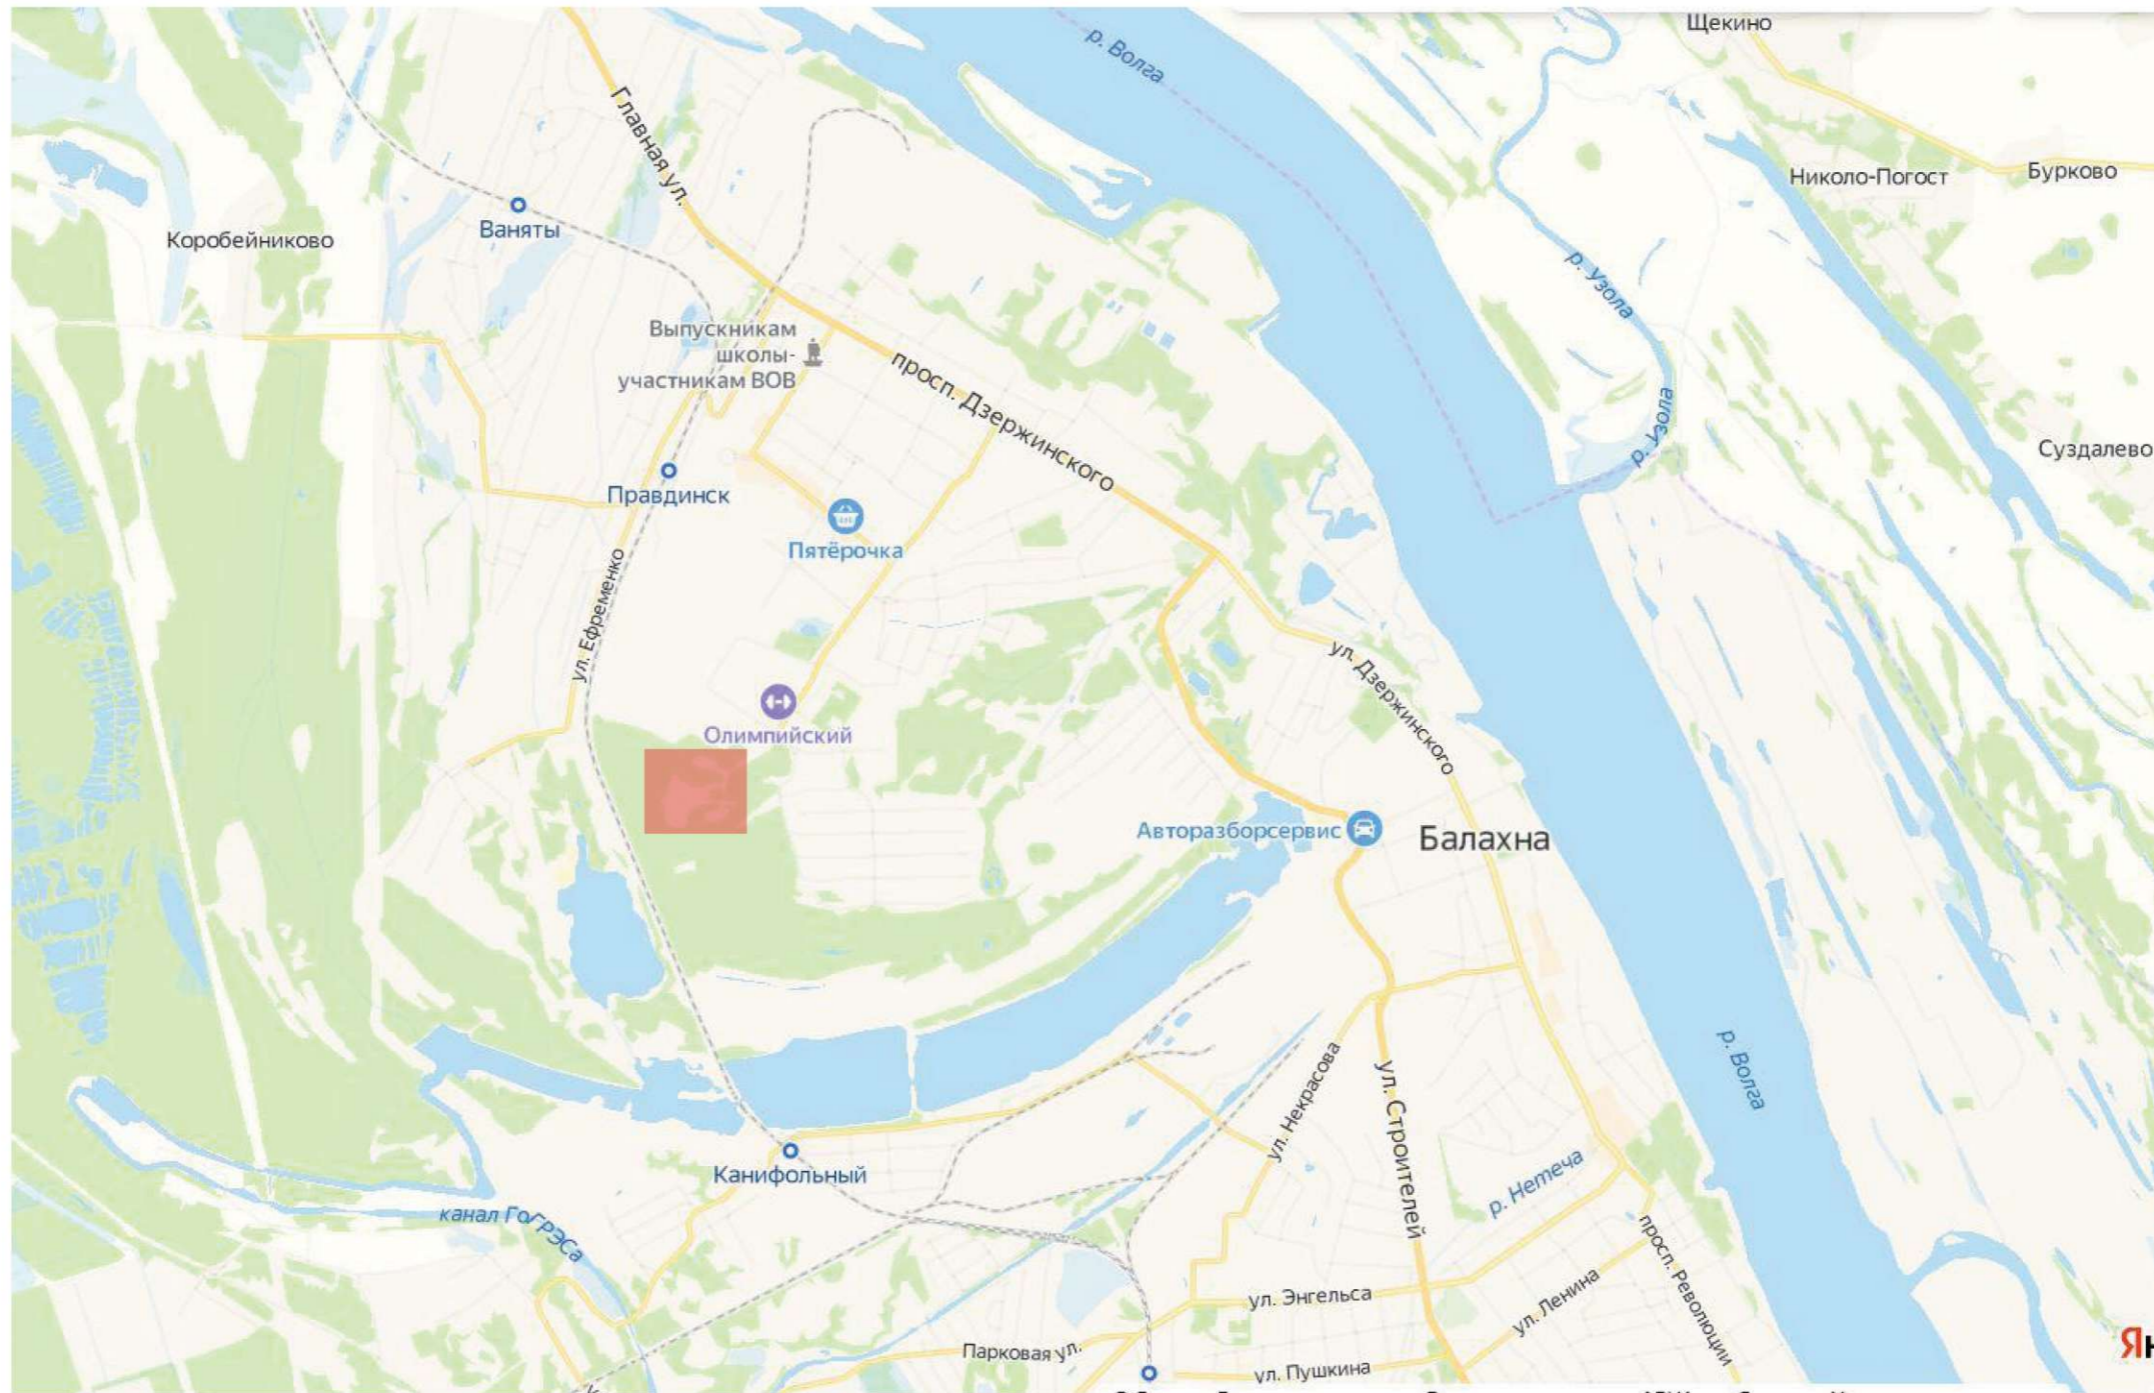 Щекино
р. Волга
Главная ул.
Николо-Погост
Бурково
Ваняты
Коробейниково
р. Узола
Выпускникам
школы-
участникам ВОВ
просп. Дзержинского
р. Узола
Суздалево
Правдинск
Пятёрочка
ул. Ефременко
ул. Дзержинского
Олимпийский
Авторазборсервис
Балахна
р. Волга
ул. Некрасова
ул. Строителей
Канифольный
р. Нетеча
канал ГоГРЭСа
просп. Революции
ул. Энгельса
ул. Ленина
Парковая ул.
ул. Пушкина
Ян